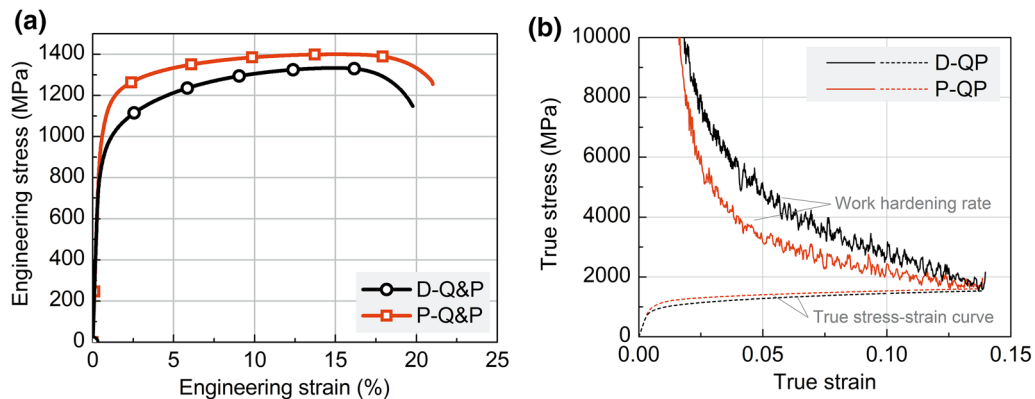 (a)
Engineering stress (MPa)
1400
1200
1000
800
600
400
200
0
0
5
10
15
20
25
Engineering strain (%)
D-Q&P
P-Q&P
(b)
True stress (MPa)
10000
8000
6000
4000
2000
0
0.00
0.05
0.10
0.15
True strain
D-QP
P-QP
Work hardening rate
True stress-strain curve